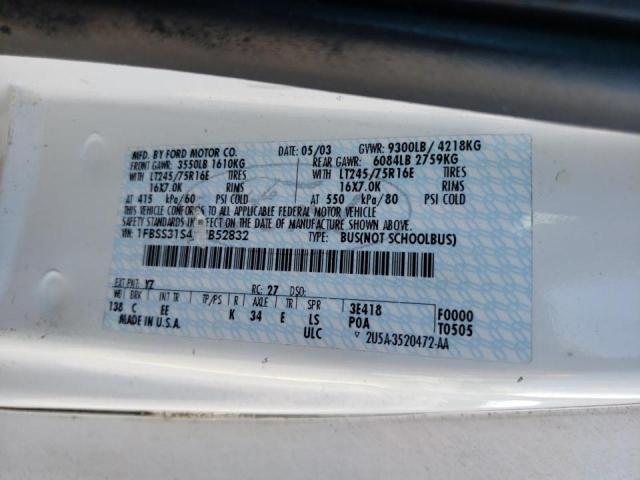 MFD. BY FORD MOTOR CO. DATE: 05/03 GVWR: 9300LB/ 4218KG
FRONT GAWR: 3550LB 1610KG REAR GAWR: 6084LB 2759KG
WITH LT245/75R16E TIRES WITH LT245/75R16E TIRES
16X7.0K RIMS 16X7.0K RIMS
AT 415 kPa/60 PSI COLD AT 550 kPa/80 PSI COLD
THIS VEHICLE CONFORMS TO ALL APPLICABLE FEDERAL MOTOR VEHICLE
SAFETY STANDARDS IN EFFECT ON THE DATE OF MANUFACTURE SHOWN ABOVE.
VIN: 1FBSS31S4 B52832 TYPE: BUS(NOT SCHOOLBUS)
EXT PNT: Y7 RC: 27 DSO:
WB BRK INT TR TP/PS R AXLE TR SPR 3E418 F0000
138 C EE K 34 E LS P0A T0505
MADE IN U.S.A. ULC ▽ 2U5A-3520472-AA